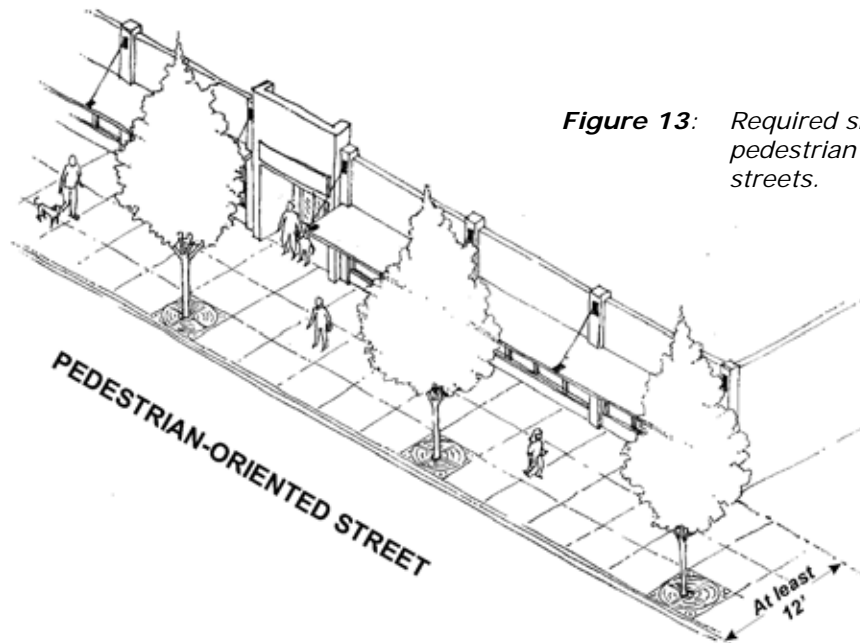 Figure 13: Required
pedestrian
streets.
PEDESTRIAN-ORIENTED STREET
At least
12'